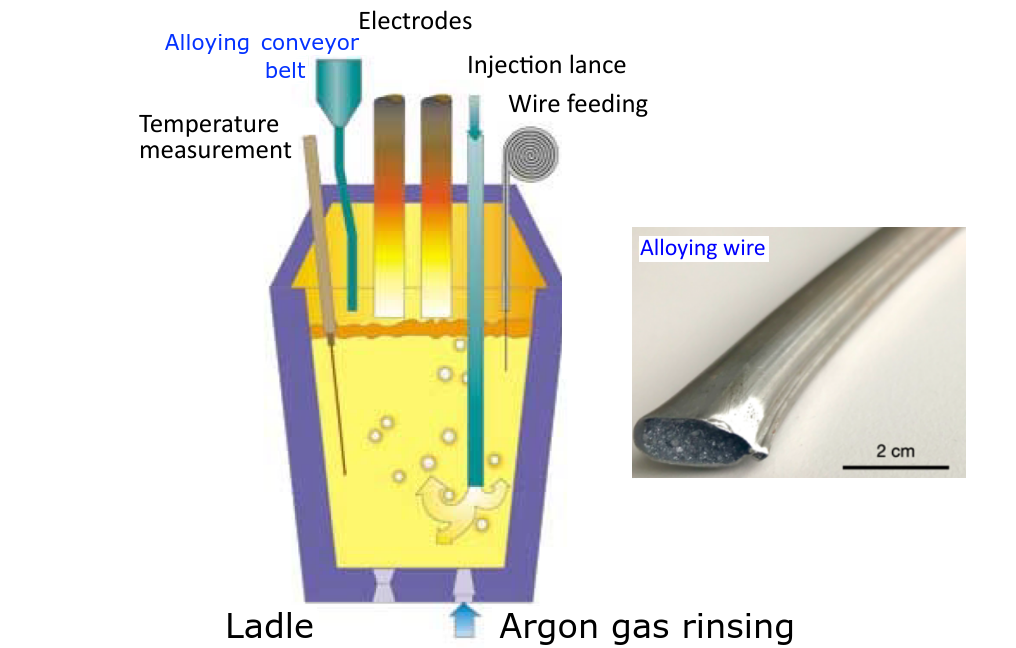 Electrodes
Alloying conveyor
belt
Injection lance
Wire feeding
Temperature
measurement
Alloying wire
2 cm
Ladle
Argon gas rinsing